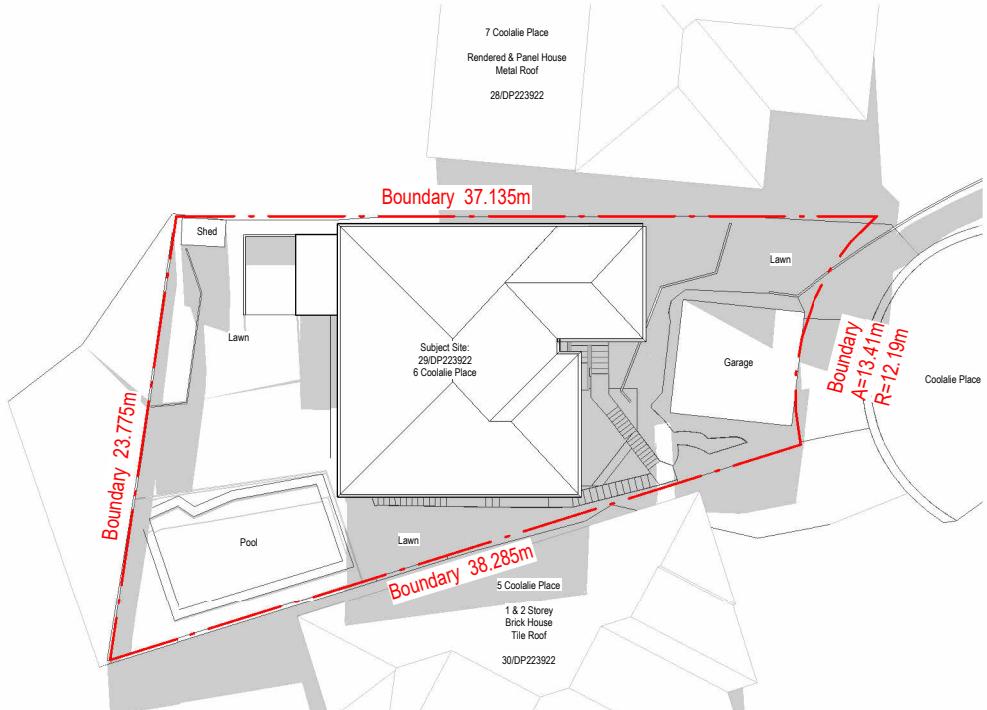 7 Coolalie Place
Rendered & Panel House
Metal Roof
28/DP223922
Boundary 37.135m
Shed
Lawn
Lawn
Subject Site:
29/DP223922
6 Coolalie Place
Garage
Boundary
A=13.41m
R=12.19m
Coolalie Place
Boundary 23.775m
Pool
Lawn
Boundary 38.285m
5 Coolalie Place
1 & 2 Storey
Brick House
Tile Roof
30/DP223922